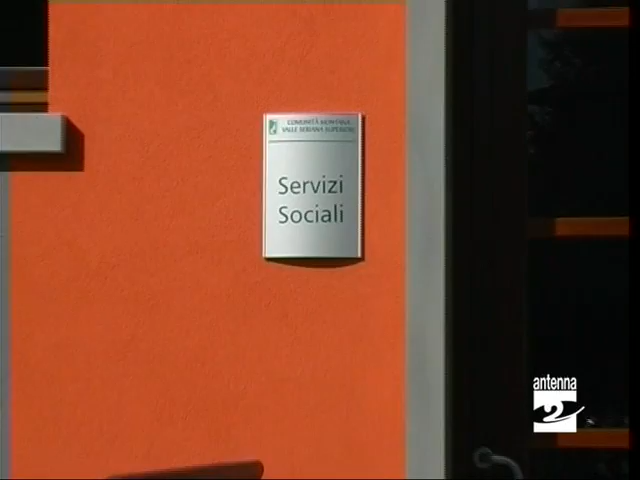 COMUNITÀ MONTANA
VALLE SERIANA SUPERIORE
Servizi
Sociali
antenna
2